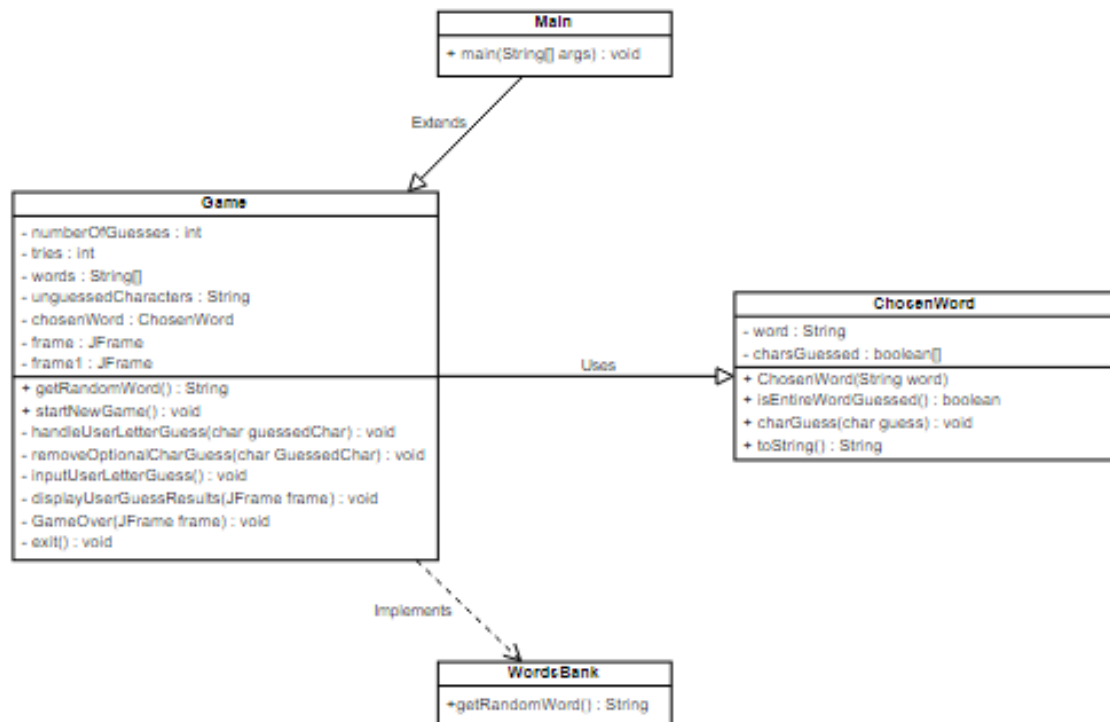 Main
+ main(String[] args) : void
Extends
Game
- numberOfGuesses : int
- tries : int
- words : String[]
- unguessedCharacters : String
- chosenWord : ChosenWord
- frame : JFrame
- frame1 : JFrame
+ getRandomWord() : String
+ startNewGame() : void
- handleUserLetterGuess(char guessedChar) : void
- removeOptionalCharGuess(char GuessedChar) : void
- inputUserLetterGuess() : void
- displayUserGuessResults(JFrame frame) : void
- GameOver(JFrame frame) : void
- exit() : void
Uses
ChosenWord
- word : String
- charsGuessed : boolean[]
+ ChosenWord(String word)
+ isEntireWordGuessed() : boolean
+ charGuess(char guess) : void
+ toString() : String
Implements
WordsBank
+getRandomWord() : String